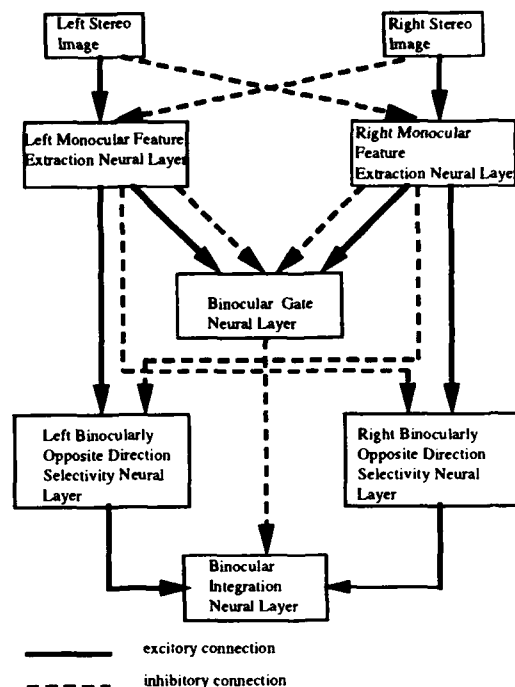 Left Stereo
Image
Right Stereo
Image
Left Monocular Feature
Extraction Neural Layer
Right Monocular
Feature
Extraction Neural Layer
Binocular Gate
Neural Layer
Left Binocularly
Opposite Direction
Selectivity Neural
Layer
Right Binocularly
Opposite Direction
Selectivity Neural
Layer
Binocular
Integration
Neural Layer
excitory connection
inhibitory connection